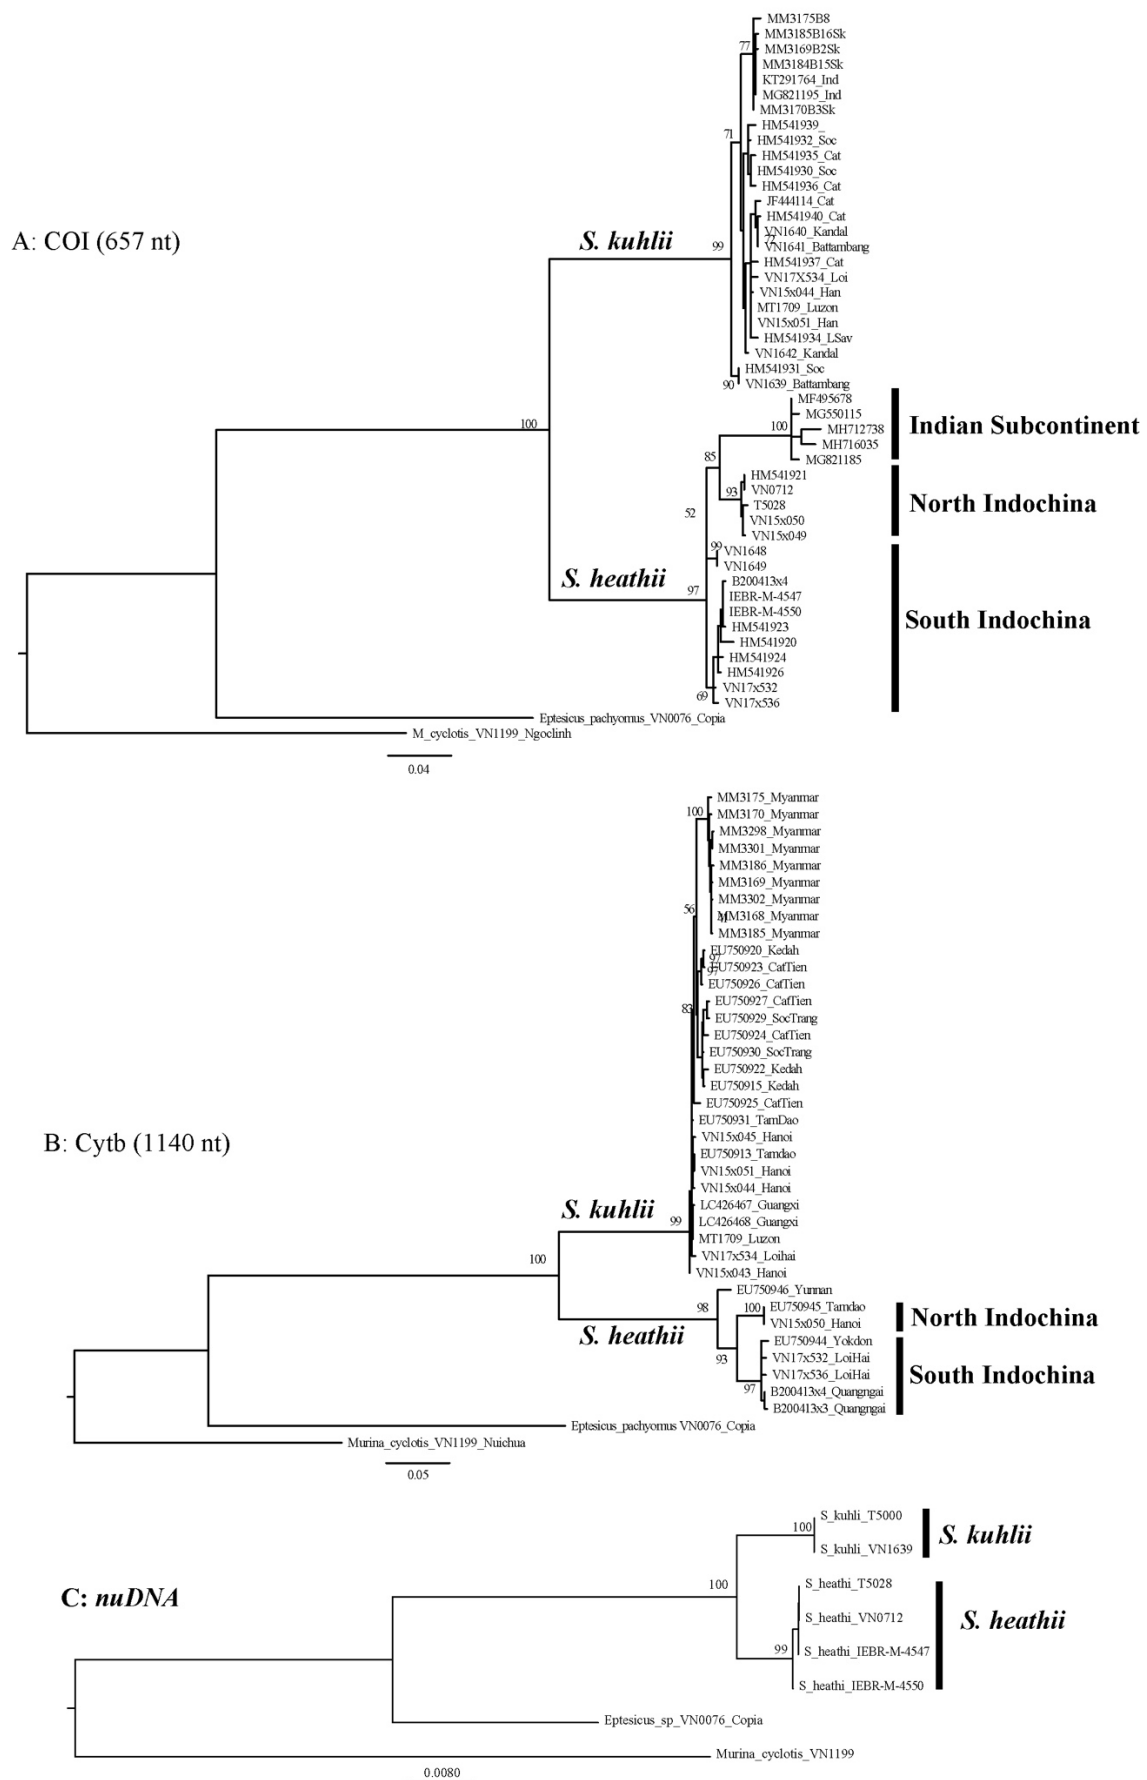 MM3175B8
MM3185B16Sk
77
MM3169B2Sk
MM3184B15Sk
KT291764_Ind
MG821195_Ind
MM3170B3Sk
HM541939_
71
HM541932_Soc
HM541935_Cat
HM541930_Soc
HM541936_Cat
JF444114_Cat
HM541940_Cat
VN1640_Kandal
72
A: COI (657 nt)
S. kuhlii
99
VN1641_Battambang
HM541937_Cat
VN17X534_Loi
VN15x044_Han
MT1709_Luzon
VN15x051_Han
HM541934_LSav
VN1642_Kandal
HM541931_Soc
90
VN1639_Battambang
MF495678
MG550115
100
100
MH712738
Indian Subcontinent
MH716035
85
MG821185
HM541921
93
VN0712
T5028
North Indochina
52
VN15x050
VN15x049
99
VN1648
VN1649
S. heathii
97
B200413x4
IEBR-M-4547
IEBR-M-4550
HM541923
South Indochina
HM541920
HM541924
HM541926
69
VN17x532
VN17x536
Eptesicus_pachyomus_VN0076_Copia
M_cyclotis_VN1199_Ngoclinh
0.04
MM3175_Myanmar
100
MM3170_Myanmar
MM3298_Myanmar
MM3301_Myanmar
MM3186_Myanmar
MM3169_Myanmar
MM3302_Myanmar
56
MM3168_Myanmar
MM3185_Myanmar
EU750920_Kedah
97
EU750923_CatTien
97
EU750926_CatTien
EU750927_CatTien
83
EU750929_SocTrang
EU750924_CatTien
EU750930_SocTrang
EU750922_Kedah
EU750915_Kedah
EU750925_CatTien
EU750931_TamDao
B: Cytb (1140 nt)
VN15x045_Hanoi
EU750913_Tamdao
VN15x051_Hanoi
VN15x044_Hanoi
S. kuhlii
99
LC426467_Guangxi
LC426468_Guangxi
MT1709_Luzon
100
VN17x534_Loihai
VN15x043_Hanoi
EU750946_Yunnan
98
100
EU750945_Tamdao
S. heathii
VN15x050_Hanoi
North Indochina
EU750944_Yokdon
93
VN17x532_LoiHai
VN17x536_LoiHai
South Indochina
97
B200413x4_Quangngai
B200413x3_Quangngai
Eptesicus_pachyomus VN0076_Copia
Murina_cyclotis_VN1199_Nuichua
0.05
S_kuhli_T5000
100
S. kuhlii
S_kuhli_VN1639
C: nuDNA
100
S_heathi_T5028
S_heathi_VN0712
S. heathii
99
S_heathi_IEBR-M-4547
S_heathi_IEBR-M-4550
Eptesicus_sp_VN0076_Copia
Murina_cyclotis_VN1199
0.0080